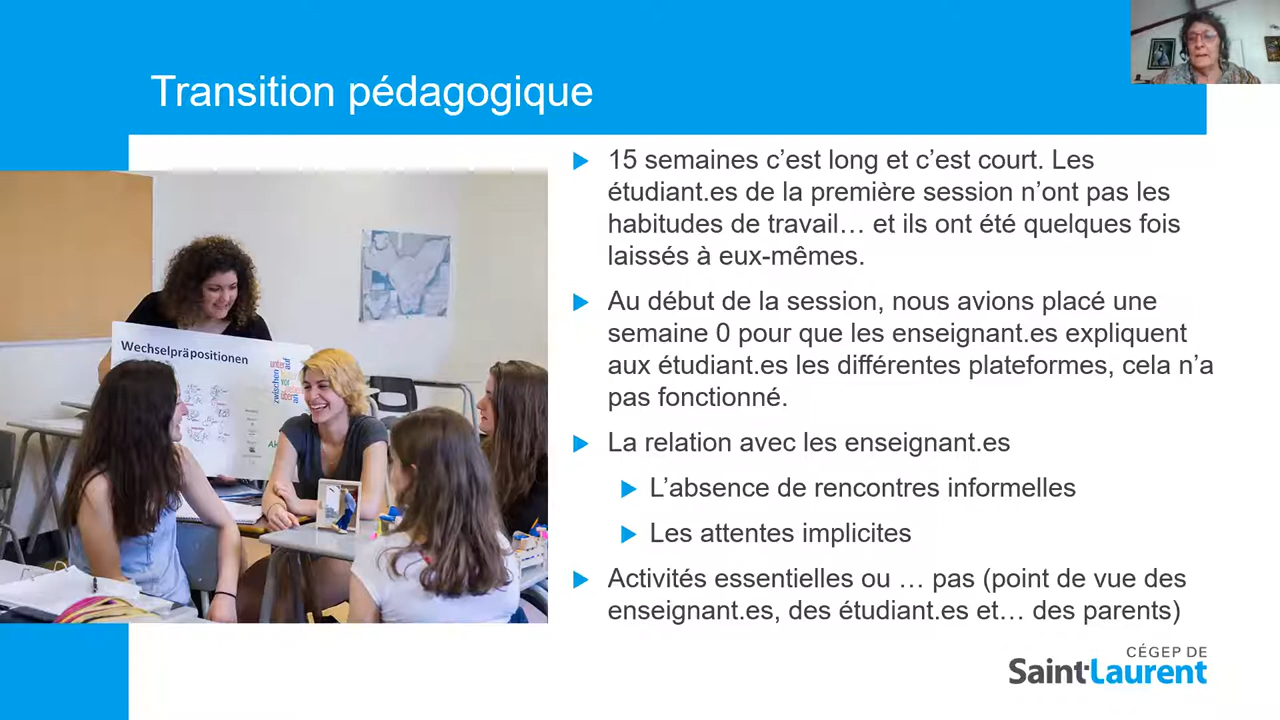 Transition pédagogique
15 semaines c’est long et c’est court. Les
étudiant.es de la première session n’ont pas les
habitudes de travail… et ils ont été quelques fois
laissés à eux-mêmes.
Au début de la session, nous avions placé une
semaine 0 pour que les enseignant.es expliquent
aux étudiant.es les différentes plateformes, cela n’a
pas fonctionné.
La relation avec les enseignant.es
L’absence de rencontres informelles
Les attentes implicites
Activités essentielles ou … pas (point de vue des
enseignant.es, des étudiant.es et… des parents)
Wechselpräpositionen
unter
auf
zwischen
vor
über
an
CÉGEP DE
Saint-Laurent